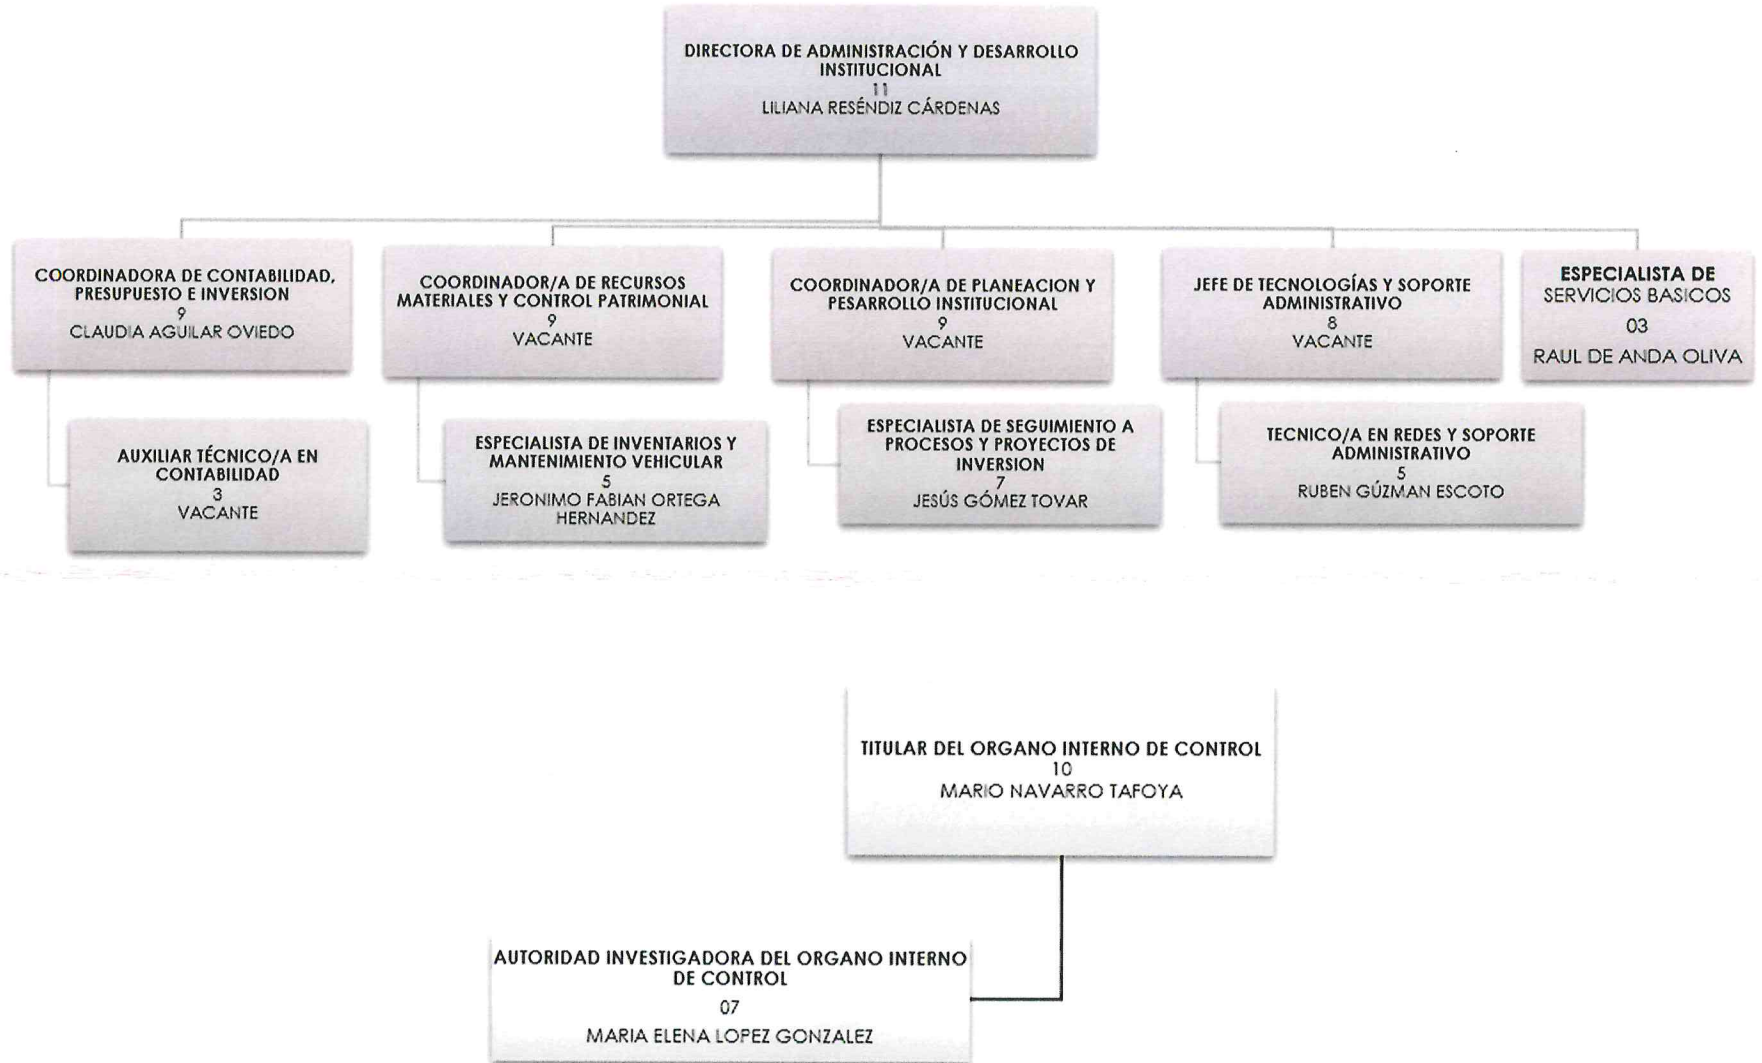 DIRECTORA DE ADMINISTRACIÓN Y DESARROLLO
INSTITUCIONAL
11
LILIANA RESÉNDIZ CÁRDENAS
COORDINADORA DE CONTABILIDAD,
PRESUPUESTO E INVERSION
9
CLAUDIA AGUILAR OVIEDO
COORDINADOR/A DE RECURSOS
MATERIALES Y CONTROL PATRIMONIAL
9
VACANTE
COORDINADOR/A DE PLANEACION Y
PESARROLLO INSTITUCIONAL
9
VACANTE
JEFE DE TECNOLOGÍAS Y SOPORTE
ADMINISTRATIVO
8
VACANTE
ESPECIALISTA DE
SERVICIOS BASICOS
03
RAUL DE ANDA OLIVA
AUXILIAR TÉCNICO/A EN
CONTABILIDAD
3
VACANTE
ESPECIALISTA DE INVENTARIOS Y
MANTENIMIENTO VEHICULAR
5
JERONIMO FABIAN ORTEGA
HERNANDEZ
ESPECIALISTA DE SEGUIMIENTO A
PROCESOS Y PROYECTOS DE
INVERSION
7
JESÚS GÓMEZ TOVAR
TECNICO/A EN REDES Y SOPORTE
ADMINISTRATIVO
5
RUBEN GÚZMAN ESCOTO
TITULAR DEL ORGANO INTERNO DE CONTROL
10
MARIO NAVARRO TAFOYA
AUTORIDAD INVESTIGADORA DEL ORGANO INTERNO
DE CONTROL
07
MARIA ELENA LOPEZ GONZALEZ